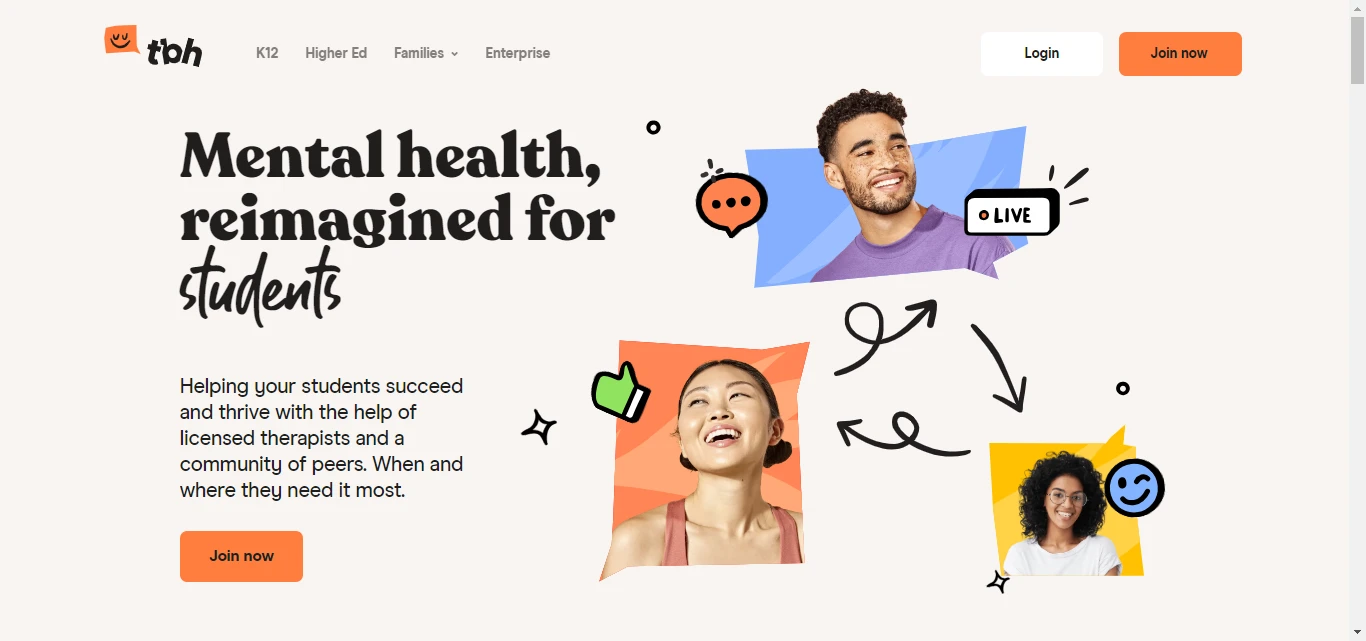 tbh
K12
Higher Ed
Families
Enterprise
Login
Join now
Mental health,
reimagined for
students
LIVE
Helping your students succeed
and thrive with the help of
licensed therapists and a
community of peers. When and
where they need it most.
Join now